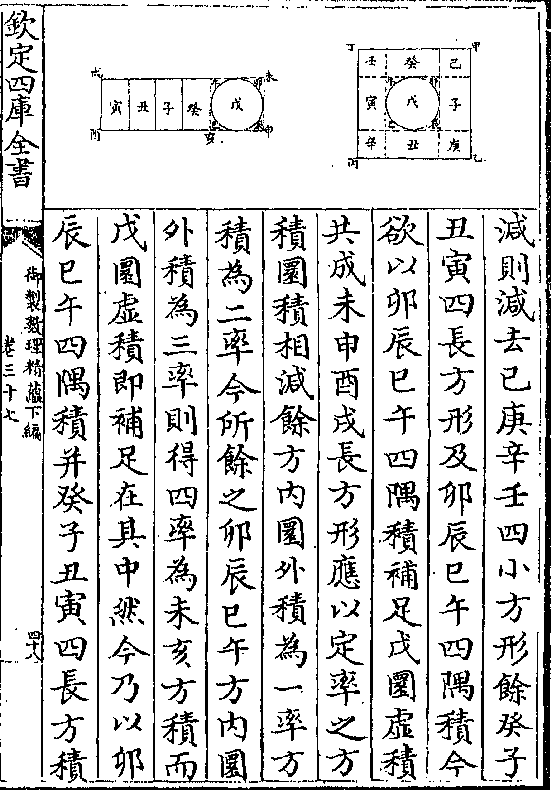 減則減去己庚辛壬四小方形餘癸子
丑寅四長方形及卯辰巳午四隅積今
欲以卯辰巳午四隅積補足戊圜虛積
共成未申酉戌長方形應以定率之方
積圜積相減餘方內圜外積為一率方
積為二率今所餘之卯辰巳午方內圜
外積為三率則得四率為未亥方積而
戊圜虛積即補足在其中然今乃以卯
辰巳午四隅積并癸子丑寅四長方積
甲
丁
己
癸
壬
子
戊
寅
庚
丑
辛
乙
丙
未
戌
戊
癸
子
丑
寅
申
亥
酉
欽定四庫全書
御製數理精蘊下編
卷三十七
四十八